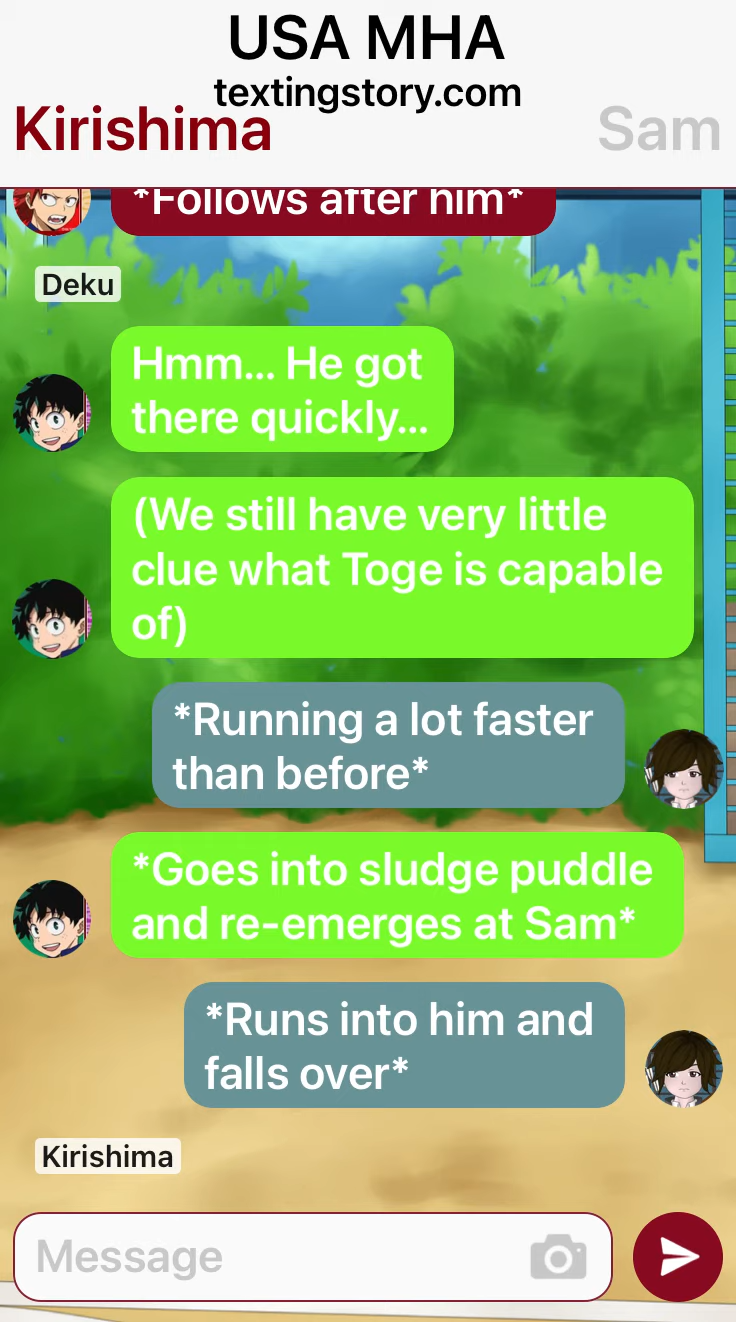 USA MHA
textingstory.com
Kirishima
Sam
*Follows after him*
Deku
Hmm... He got
there quickly...
(We still have very little
clue what Toge is capable
of)
*Running a lot faster
than before*
*Goes into sludge puddle
and re-emerges at Sam*
*Runs into him and
falls over*
Kirishima
Message